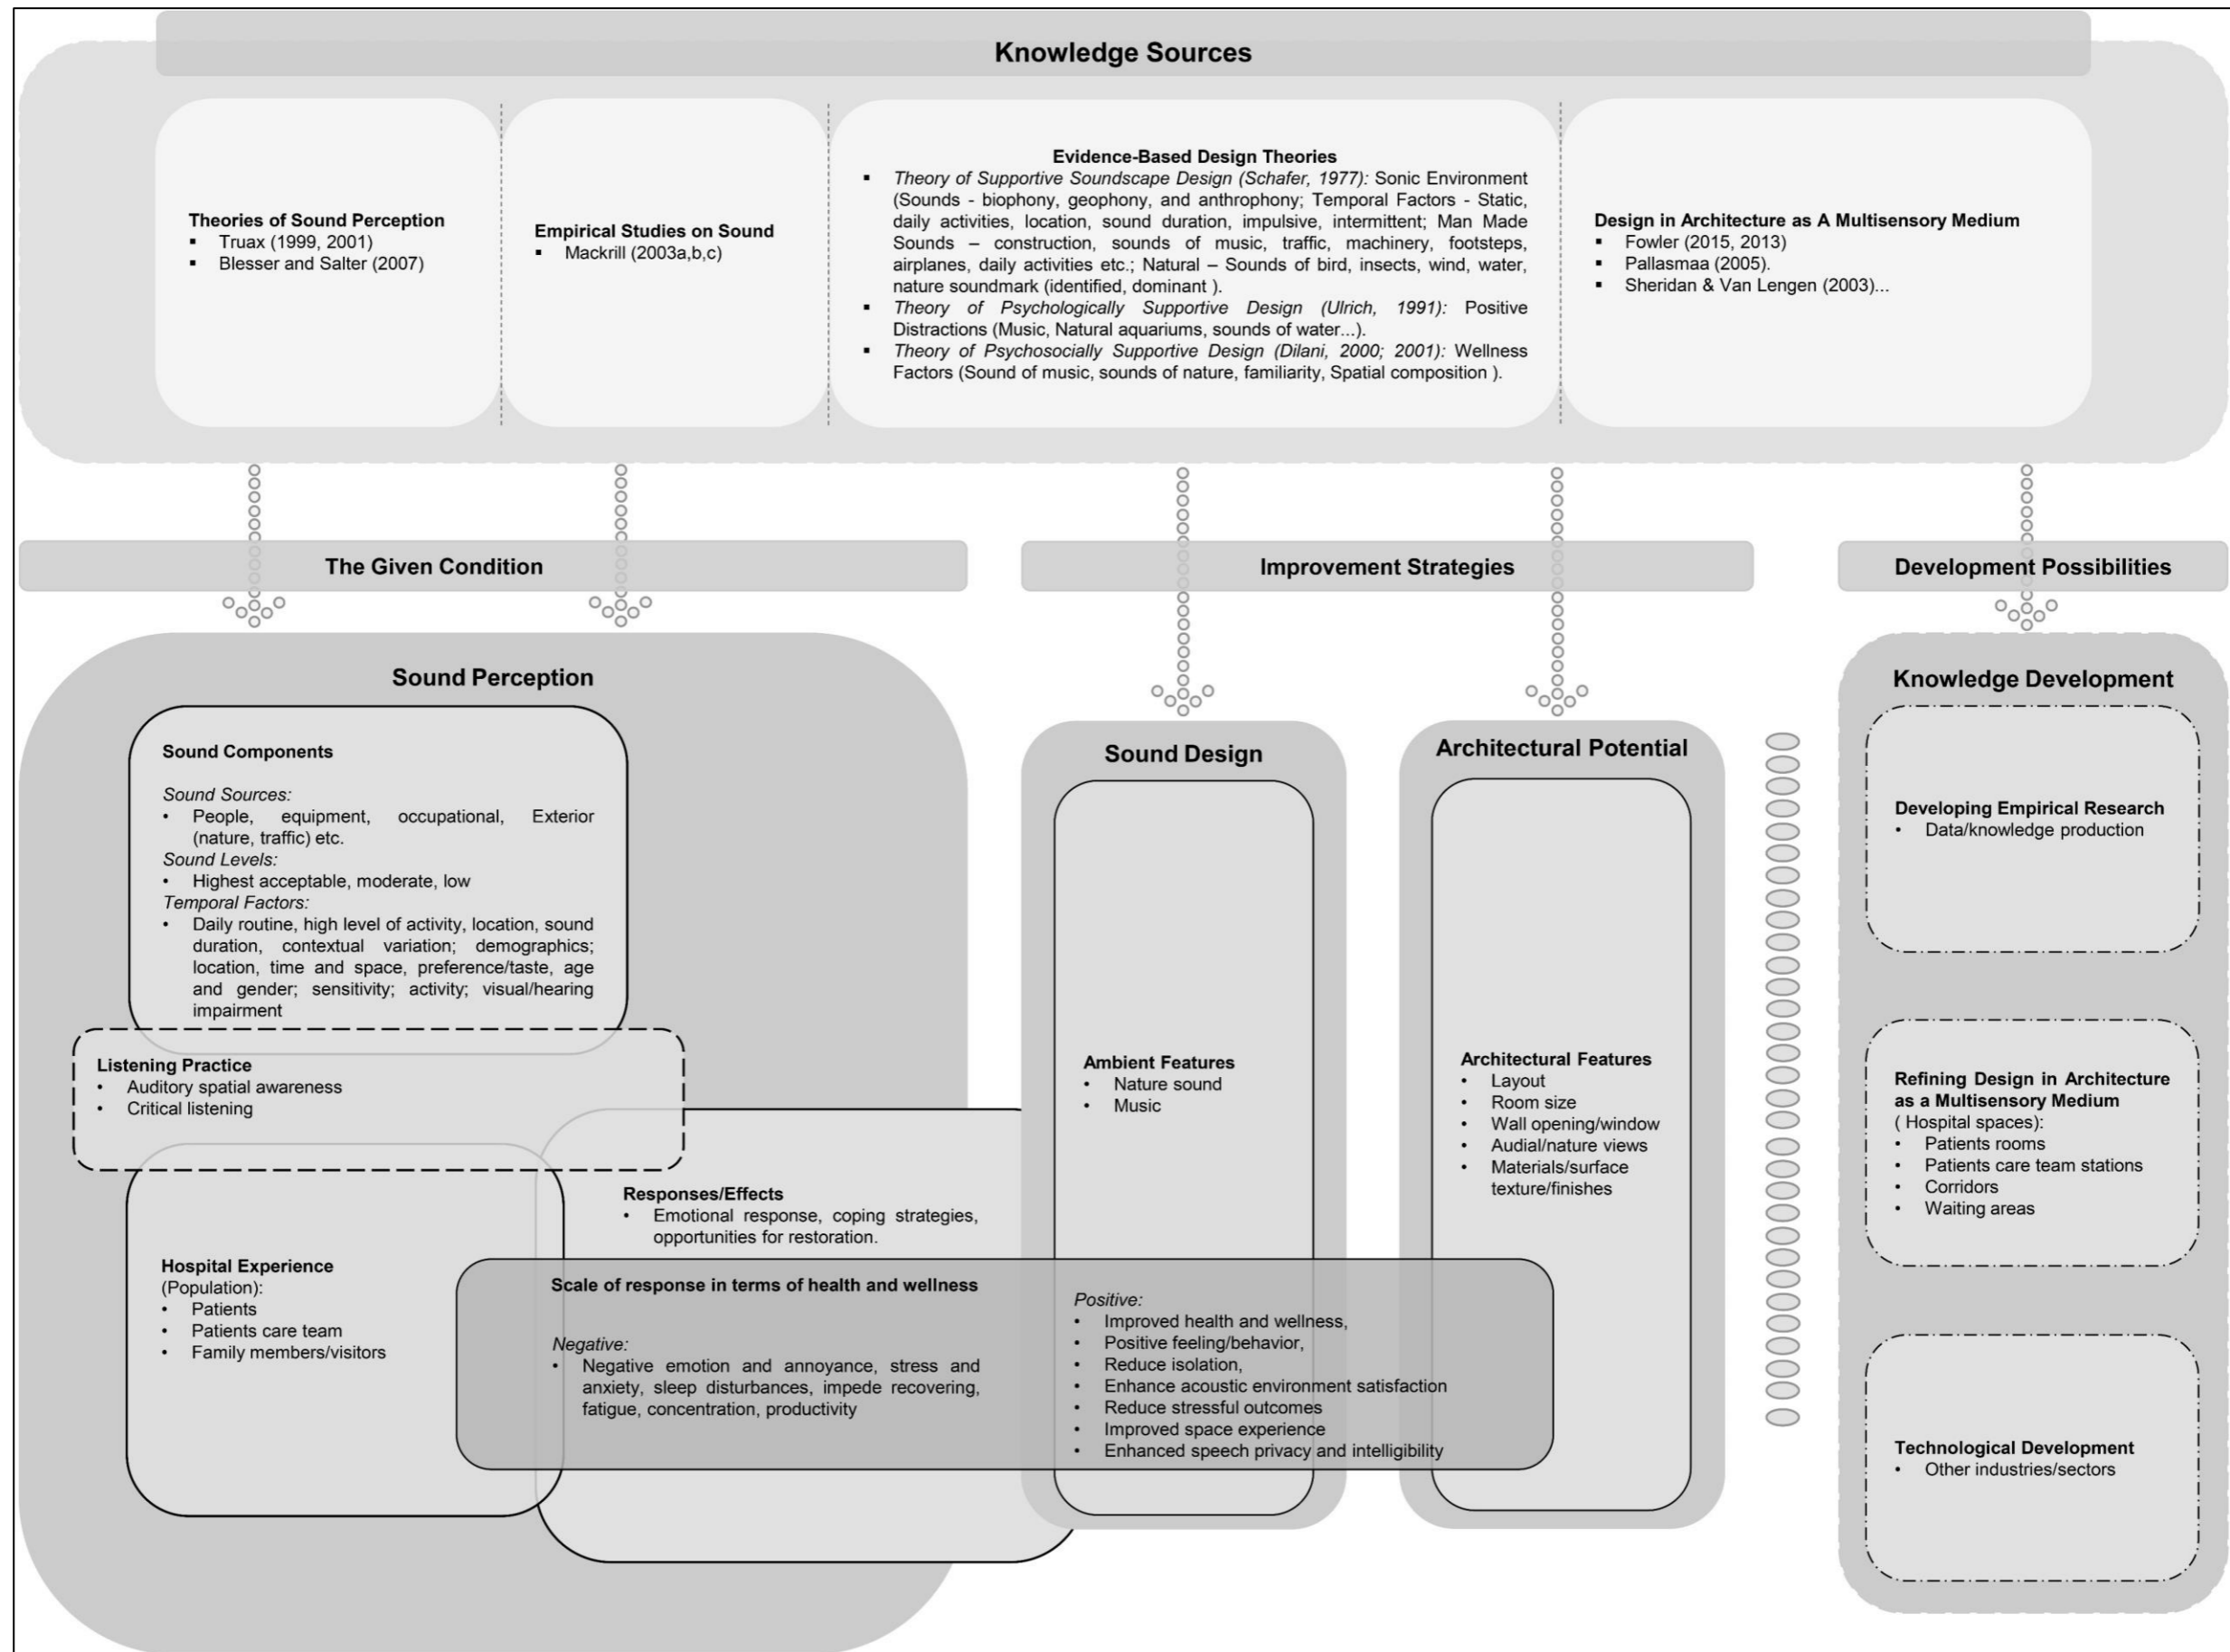 Knowledge Sources
Theories of Sound Perception
▪ Truax (1999, 2001)
▪ Blesser and Salter (2007)
Empirical Studies on Sound
▪ Mackrill (2003a,b,c)
Evidence-Based Design Theories
▪ Theory of Supportive Soundscape Design (Schafer, 1977): Sonic Environment
(Sounds - biophony, geophony, and anthrophony; Temporal Factors - Static,
daily activities, location, sound duration, impulsive, intermittent; Man Made
Sounds – construction, sounds of music, traffic, machinery, footsteps,
airplanes, daily activities etc.; Natural – Sounds of bird, insects, wind, water,
nature soundmark (identified, dominant ).
▪ Theory of Psychologically Supportive Design (Ulrich, 1991): Positive
Distractions (Music, Natural aquariums, sounds of water...).
▪ Theory of Psychosocially Supportive Design (Dilani, 2000; 2001): Wellness
Factors (Sound of music, sounds of nature, familiarity, Spatial composition ).
Design in Architecture as A Multisensory Medium
▪ Fowler (2015, 2013)
▪ Pallasmaa (2005).
▪ Sheridan & Van Lengen (2003)...
The Given Condition
Improvement Strategies
Development Possibilities
Sound Perception
Sound Components
Sound Sources:
• People, equipment, occupational, Exterior
(nature, traffic) etc.
Sound Levels:
• Highest acceptable, moderate, low
Temporal Factors:
• Daily routine, high level of activity, location, sound
duration, contextual variation; demographics;
location, time and space, preference/taste, age
and gender; sensitivity; activity; visual/hearing
impairment
Listening Practice
• Auditory spatial awareness
• Critical listening
Hospital Experience
(Population):
• Patients
• Patients care team
• Family members/visitors
Responses/Effects
• Emotional response, coping strategies,
opportunities for restoration.
Scale of response in terms of health and wellness
Negative:
• Negative emotion and annoyance, stress and
anxiety, sleep disturbances, impede recovering,
fatigue, concentration, productivity
Positive:
• Improved health and wellness,
• Positive feeling/behavior,
• Reduce isolation,
• Enhance acoustic environment satisfaction
• Reduce stressful outcomes
• Improved space experience
• Enhanced speech privacy and intelligibility
Sound Design
Ambient Features
• Nature sound
• Music
Architectural Potential
Architectural Features
• Layout
• Room size
• Wall opening/window
• Audial/nature views
• Materials/surface
texture/finishes
Knowledge Development
Developing Empirical Research
• Data/knowledge production
Refining Design in Architecture
as a Multisensory Medium
( Hospital spaces):
• Patients rooms
• Patients care team stations
• Corridors
• Waiting areas
Technological Development
• Other industries/sectors